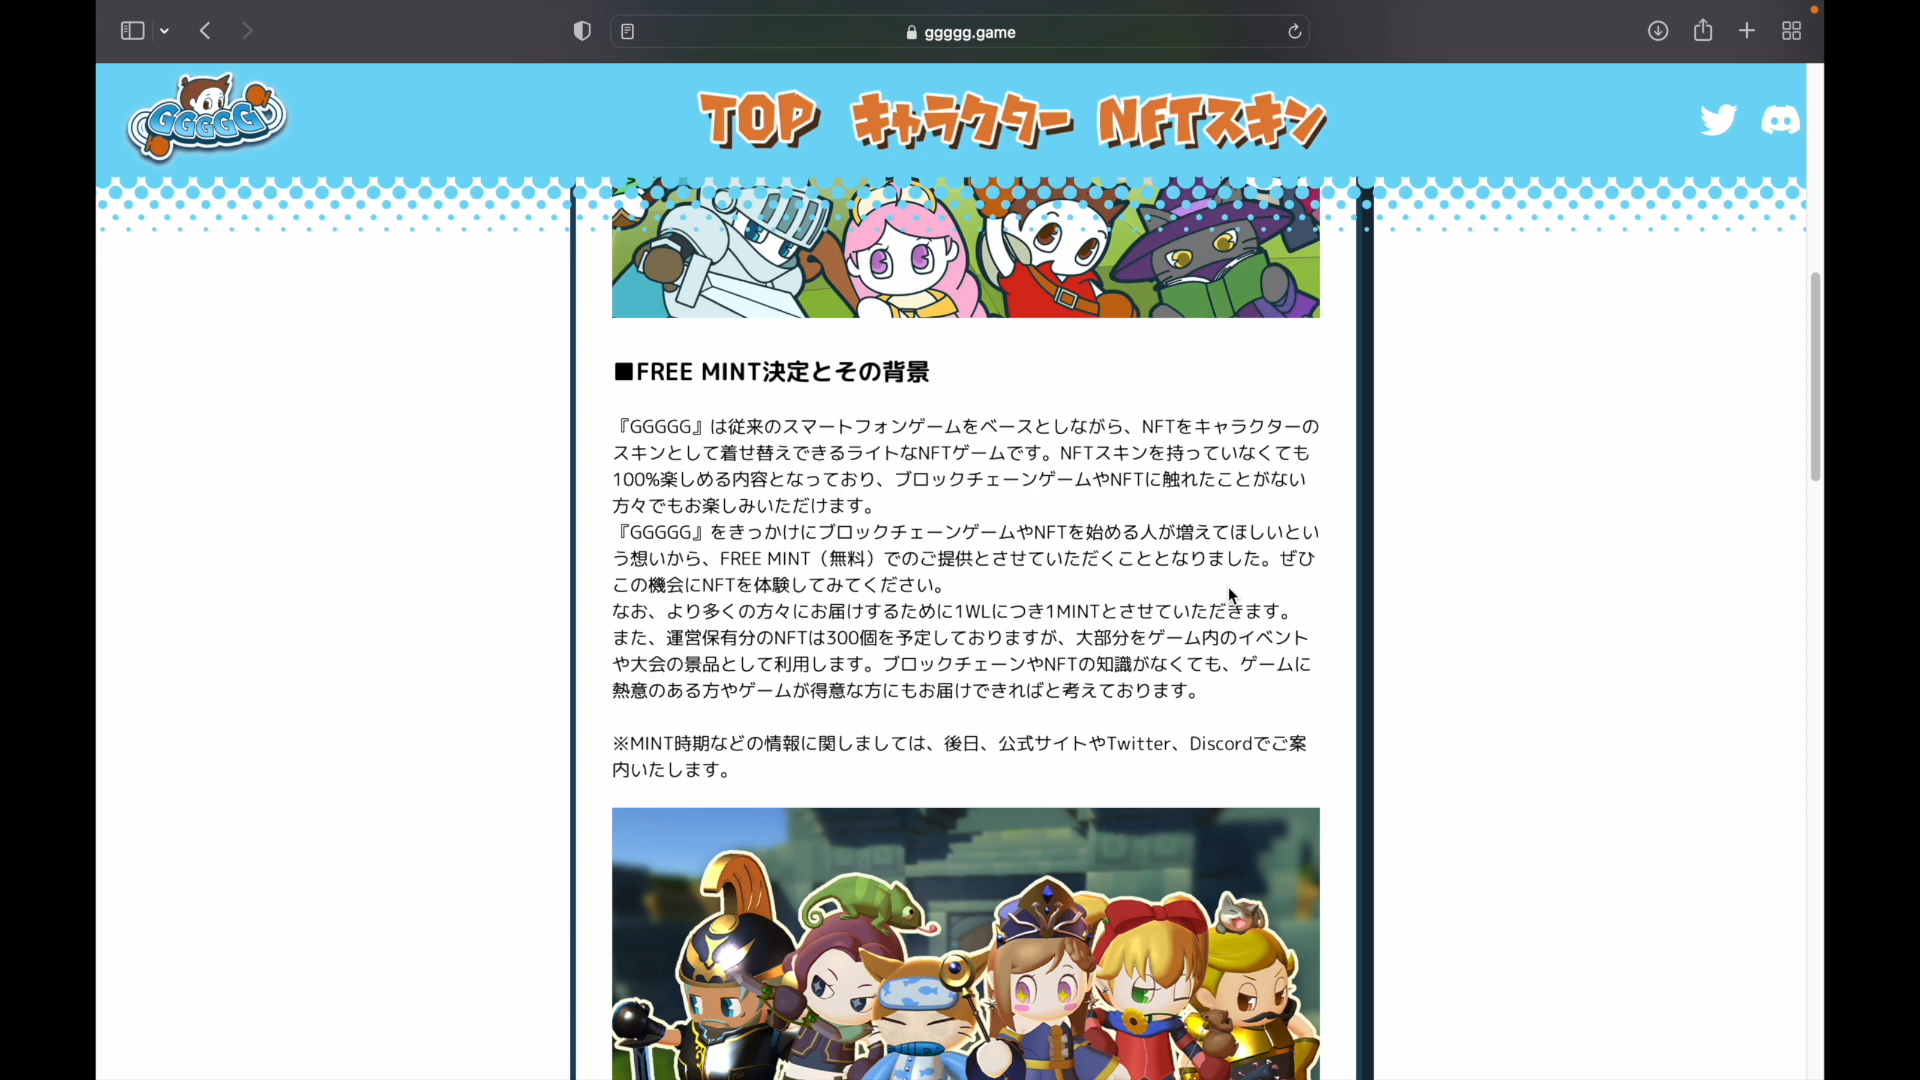 ggggg.game
GGGGG
TOP キャラクター NFTスキン
■FREE MINT決定とその背景
『GGGGG』は従来のスマートフォンゲームをベースとしながら、NFTをキャラクターの
スキンとして着せ替えできるライトなNFTゲームです。NFTスキンを持っていなくても
100%楽しめる内容となっており、ブロックチェーンゲームやNFTに触れたことがない
方々でもお楽しみいただけます。
『GGGGG』をきっかけにブロックチェーンゲームやNFTを始める人が増えてほしいとい
う想いから、FREE MINT（無料）でのご提供とさせていただくこととなりました。ぜひ
この機会にNFTを体験してみてください。
なお、より多くの方々にお届けするために1WLにつき1MINTとさせていただきます。
また、運営保有分のNFTは300個を予定しておりますが、大部分をゲーム内のイベント
や大会の景品として利用します。ブロックチェーンやNFTの知識がなくても、ゲームに
熱意のある方やゲームが得意な方にもお届けできればと考えております。
※MINT時期などの情報に関しましては、後日、公式サイトやTwitter、Discordでご案
内いたします。